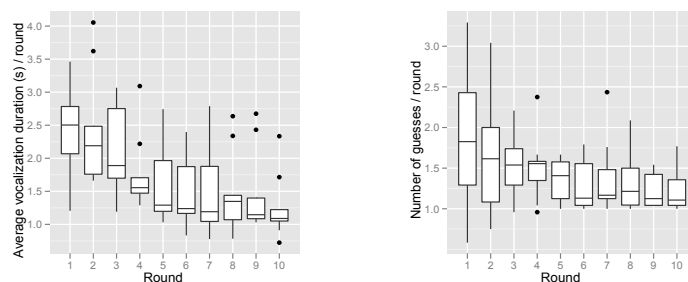 Average vocalization duration (s) / round
4.0
3.5
3.0
2.5
2.0
1.5
1.0
1 2 3 4 5 6 7 8 9 10
Round
Number of guesses / round
3.0
2.0
1.5
1.0
1 2 3 4 5 6 7 8 9 10
Round